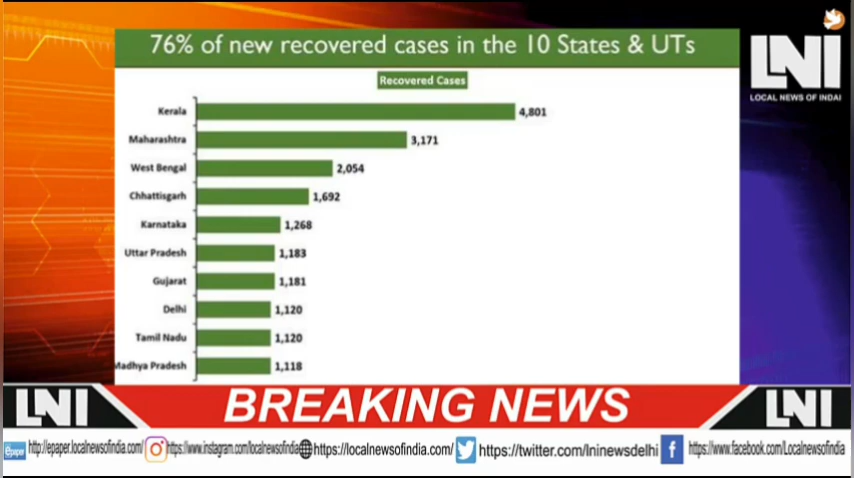 76% of new recovered cases in the 10 States & UTs
LNI
LOCAL NEWS OF INDAI
Recovered Cases
Kerala 4,801
Maharashtra 3,171
West Bengal 2,054
Chhattisgarh 1,692
Karnataka 1,268
Uttar Pradesh 1,183
Gujarat 1,181
Delhi 1,120
Tamil Nadu 1,120
Madhya Pradesh 1,118
LNI BREAKING NEWS LNI
epaper http://epaper.localnewsofindia.com/ https://www.instagram.com/localnewsofindia https://localnewsofindia.com/ https://twitter.com/lninewsdelhi https://www.facebook.com/Localnewsofindia